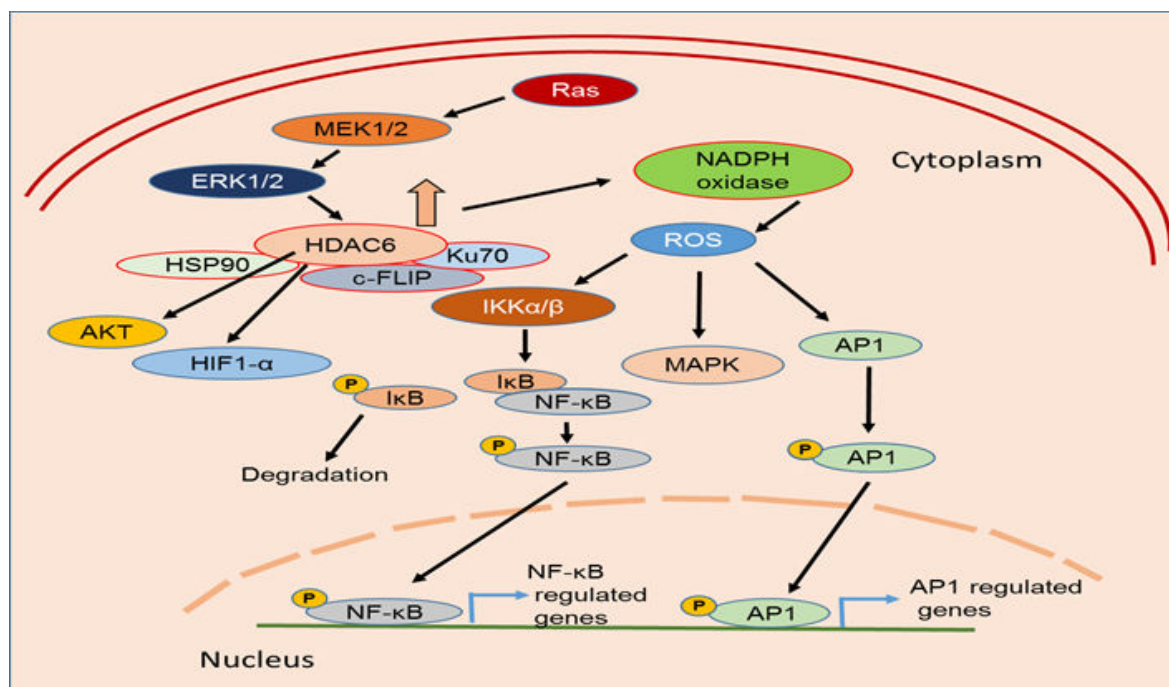 Ras
MEK1/2
NADPH
oxidase
Cytoplasm
ERK1/2
HDAC6
ROS
HSP90
Ku70
c-FLIP
IKKα/β
AKT
HIF1-α
MAPK
AP1
P
IκB
IκB
NF-κB
Degradation
P
NF-κB
P
AP1
NF-κB
regulated
genes
AP1 regulated
genes
P
NF-κB
P
AP1
Nucleus